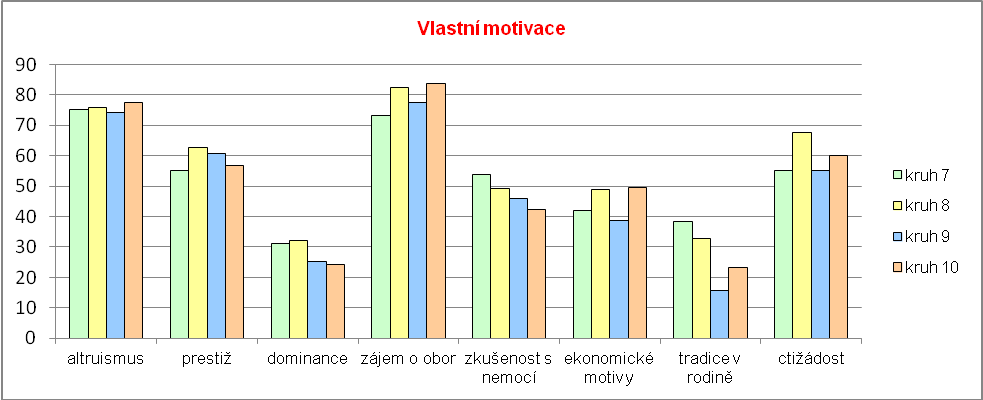 Vlastní motivace
90
80
70
60
50
40
30
20
10
0
altruismus
prestiž
dominance
zájem o obor
zkušenost s
nemocí
ekonomické
motivy
tradice v
rodině
ctižádost
kruh 7
kruh 8
kruh 9
kruh 10